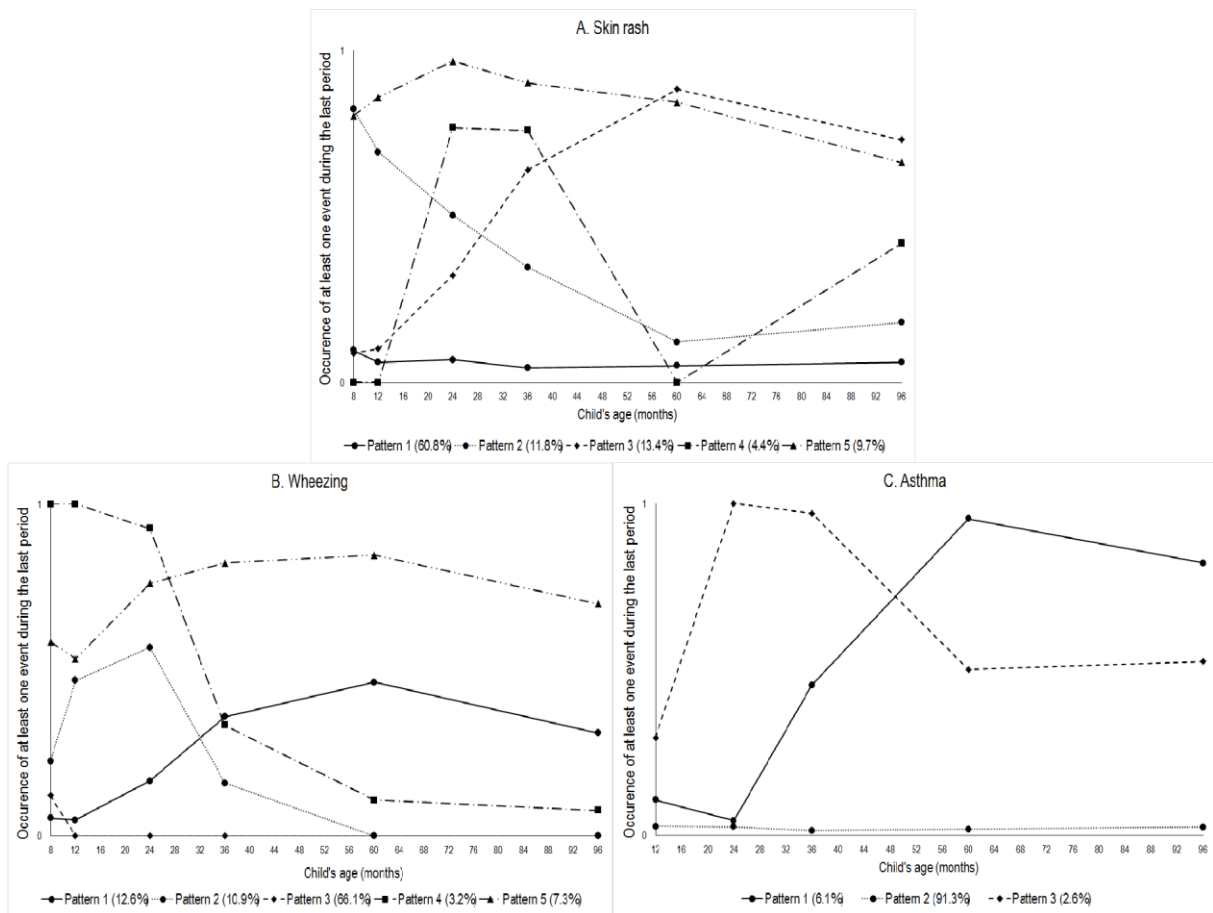 A. Skin rash
Occurence of at least one event during the last period
1
0
8 12 16 20 24 28 32 36 40 44 48 52 56 60 64 68 72 76 80 84 88 92 96
Child's age (months)
Pattern 1 (60.8%) Pattern 2 (11.8%) Pattern 3 (13.4%) Pattern 4 (4.4%) Pattern 5 (9.7%)
B. Wheezing
Occurence of at least one event during the last period
1
0
8 12 16 20 24 28 32 36 40 44 48 52 56 60 64 68 72 76 80 84 88 92 96
Child's age (months)
Pattern 1 (12.6%) Pattern 2 (10.9%) Pattern 3 (66.1%) Pattern 4 (3.2%) Pattern 5 (7.3%)
C. Asthma
Occurence of at least one event during the last period
1
0
12 16 20 24 28 32 36 40 44 48 52 56 60 64 68 72 76 80 84 88 92 96
Child's age (months)
Pattern 1 (6.1%) Pattern 2 (91.3%) Pattern 3 (2.6%)